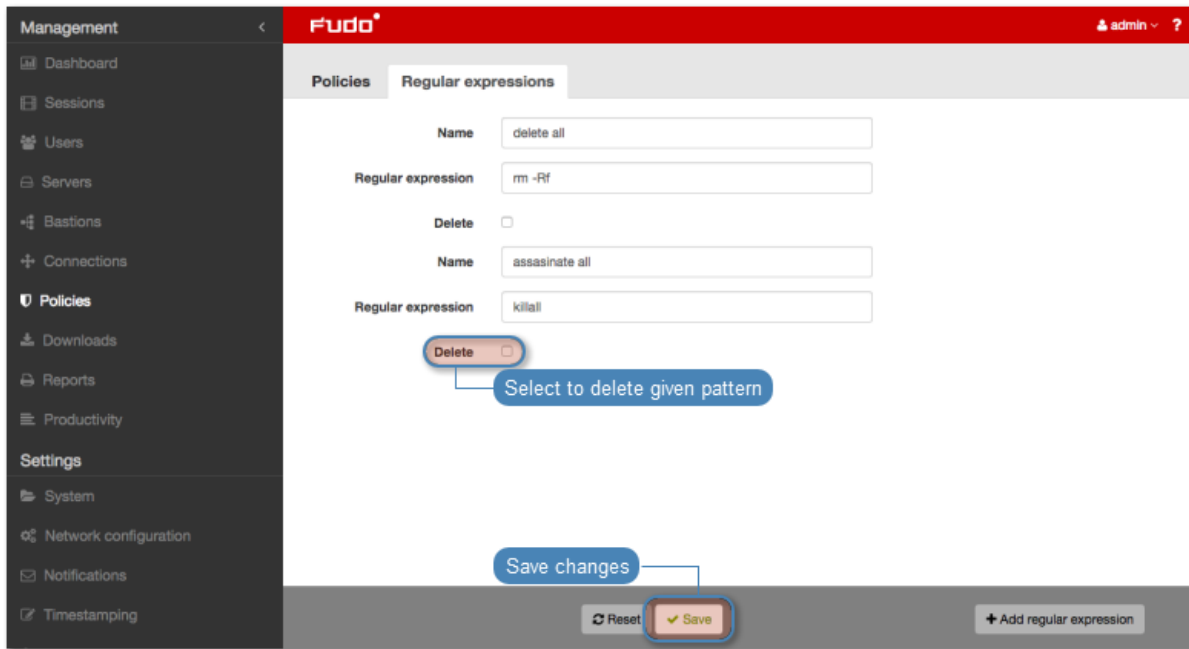 Management
Dashboard
Sessions
Users
Servers
Bastions
Connections
Policies
Downloads
Reports
Productivity
Settings
System
Network configuration
Notifications
Timestamping
FUDO
admin ?
Policies Regular expressions
Name delete all
Regular expression rm -Rf
Delete
Name assasinate all
Regular expression killall
Delete
Select to delete given pattern
Save changes
Reset Save + Add regular expression